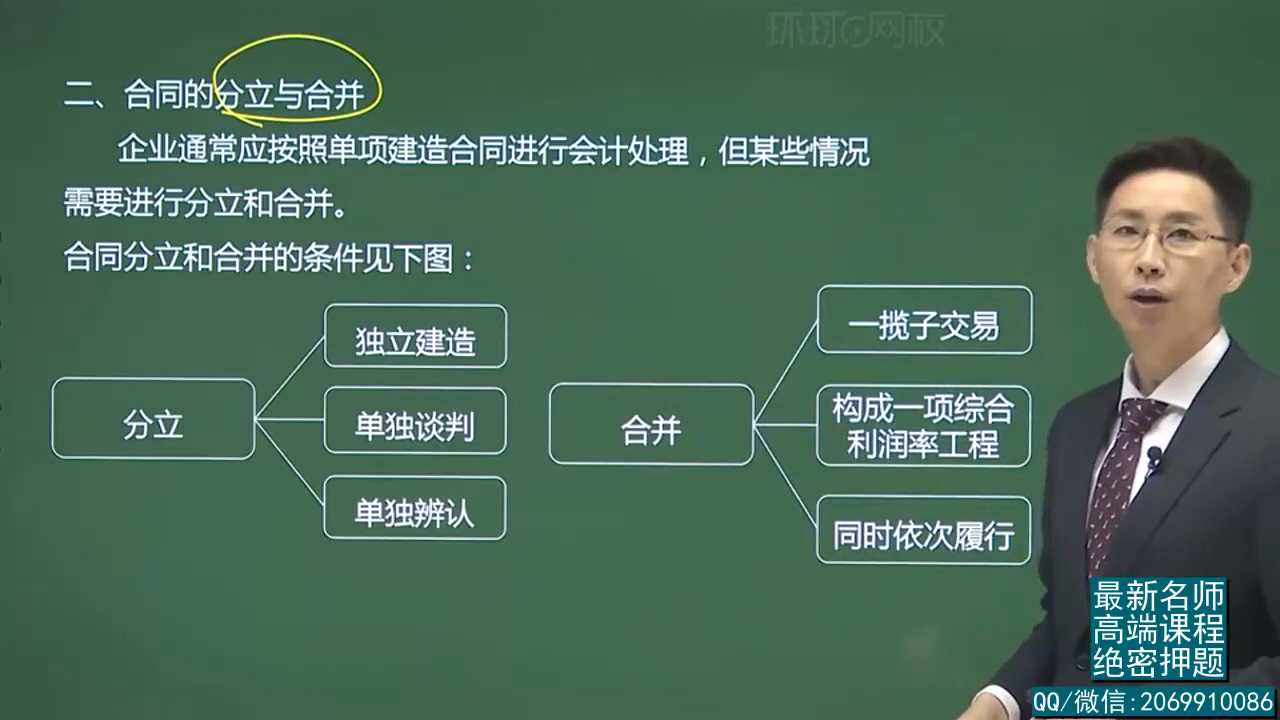 环球网校
二、合同的分立与合并
企业通常应按照单项建造合同进行会计处理，但某些情况
需要进行分立和合并。
合同分立和合并的条件见下图：
分立
独立建造
单独谈判
单独辨认
合并
一揽子交易
构成一项综合
利润率工程
同时依次履行
最新名师
高端课程
绝密押题
QQ/微信:2069910086